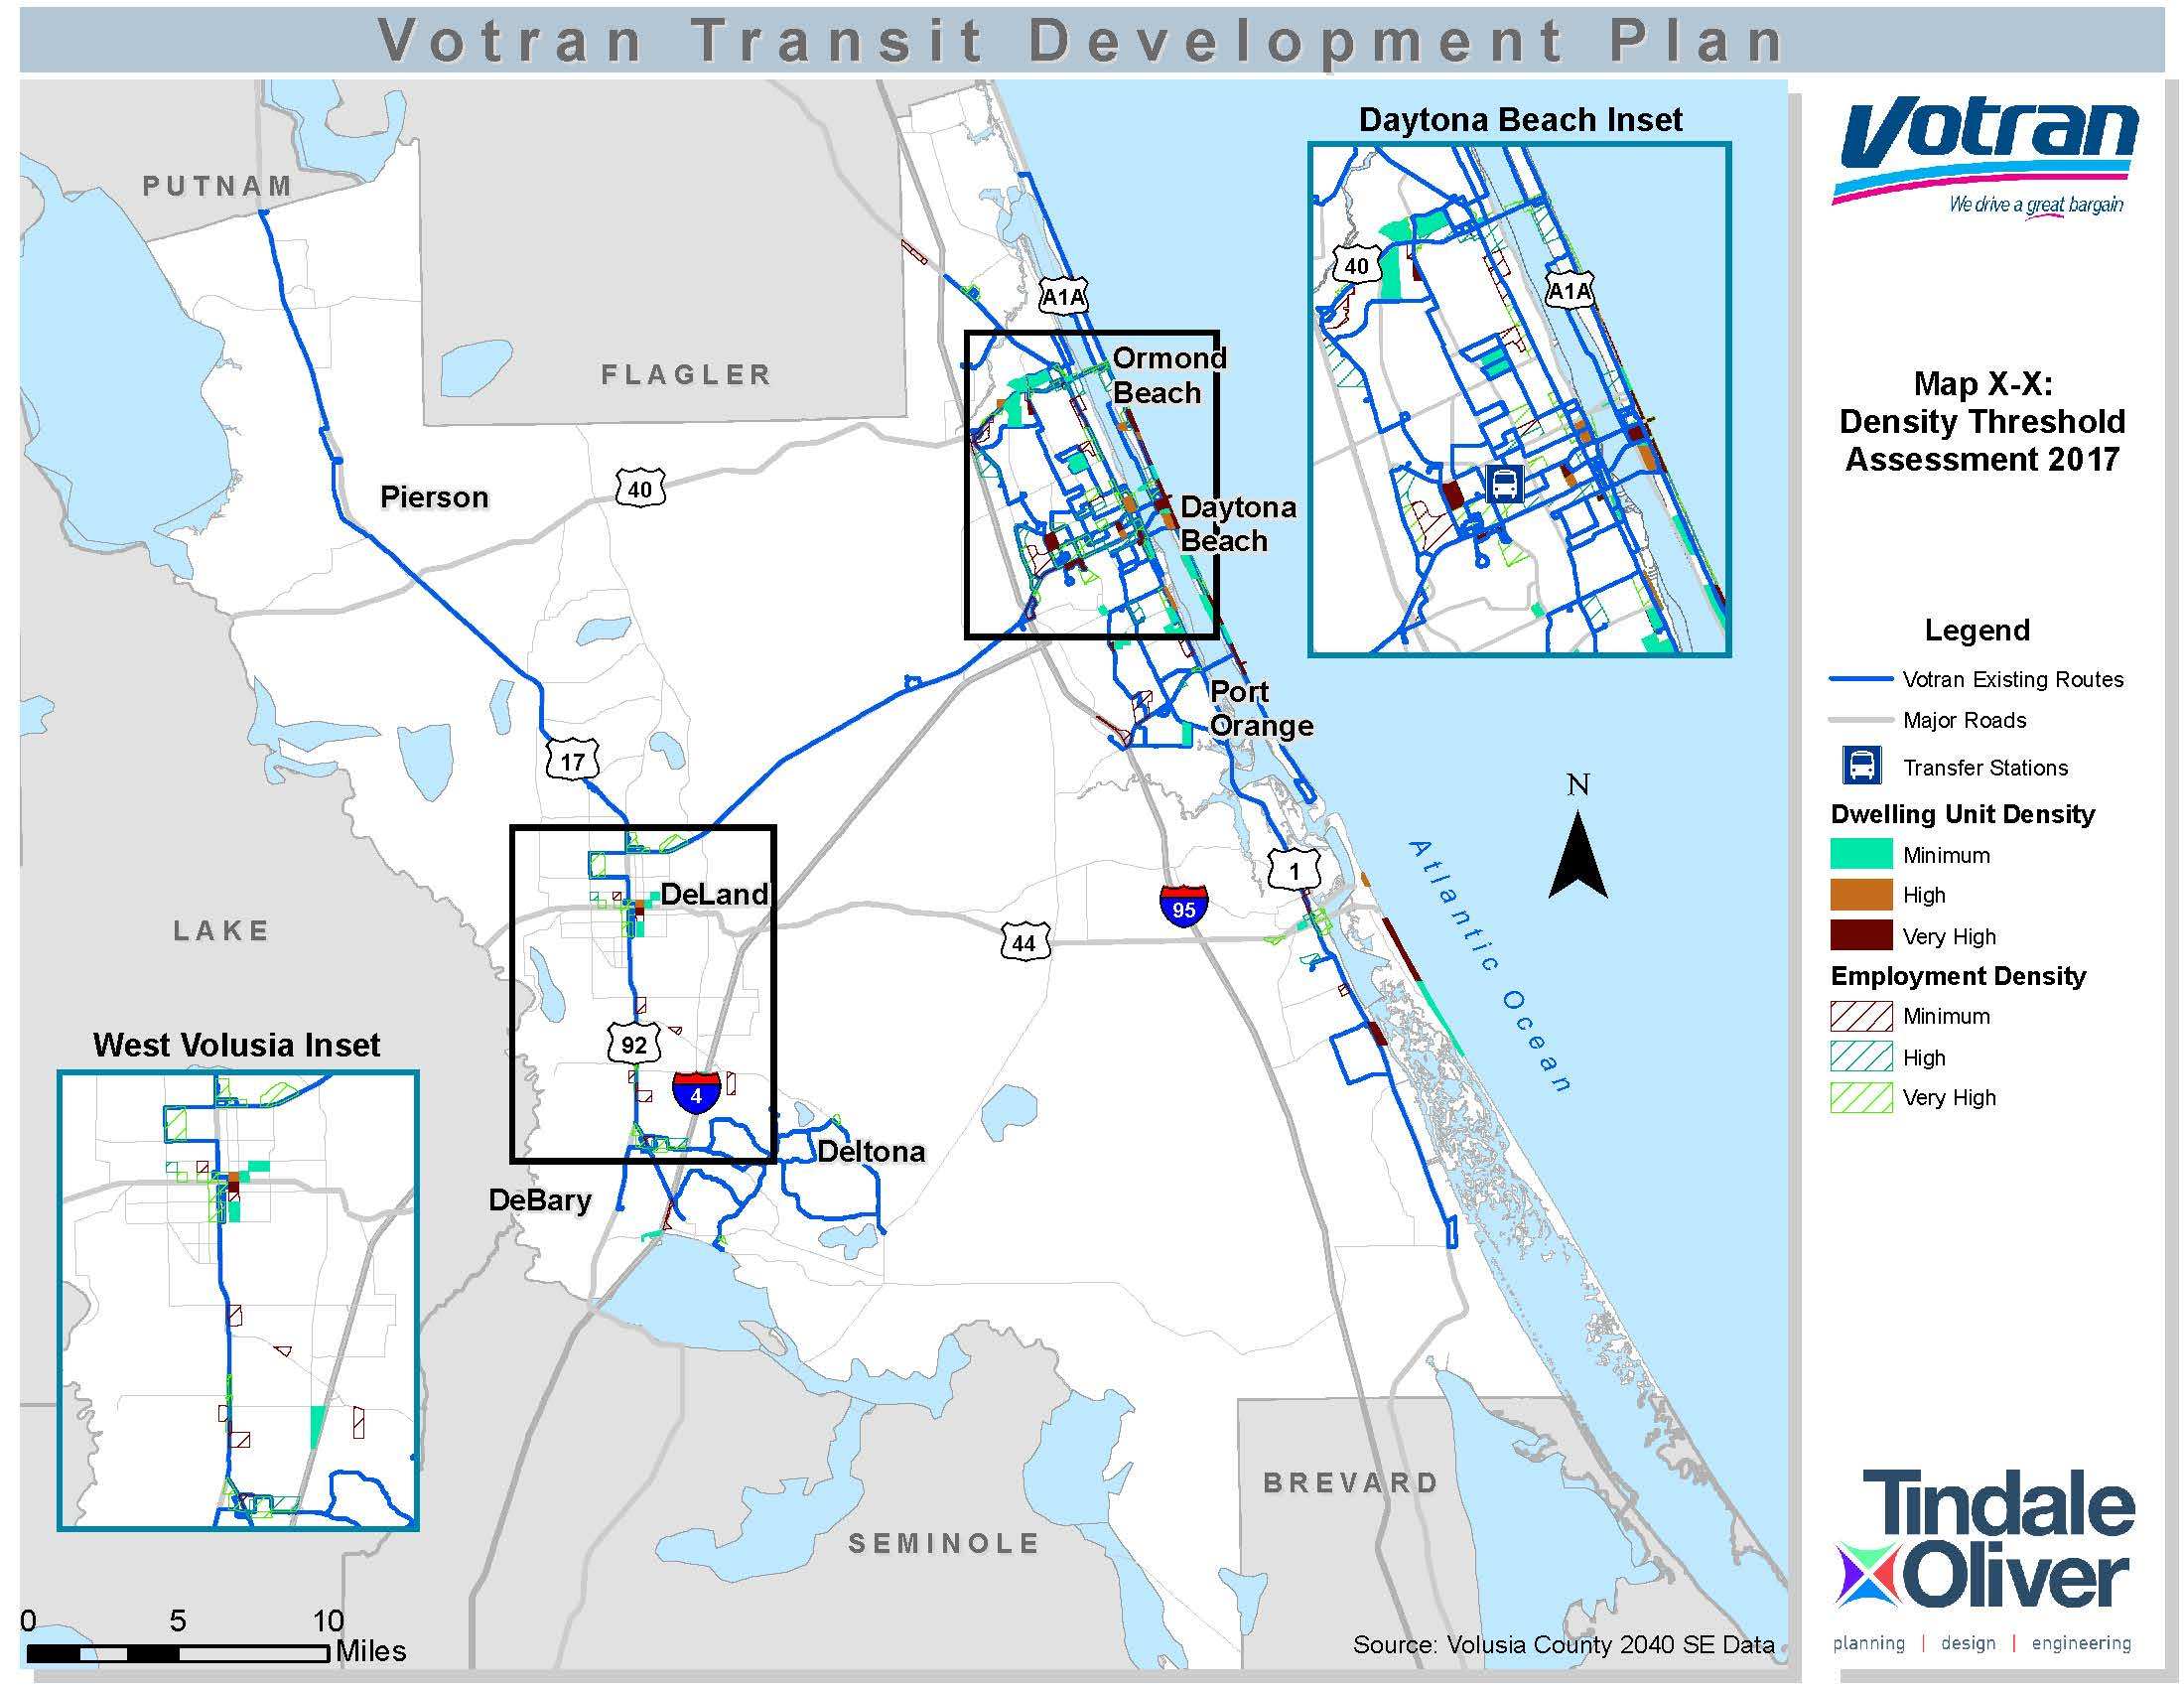 Votran Transit Development Plan
Daytona Beach Inset
PUTNAM
40
A1A
A1A
FLAGLER
Ormond
Beach
40
Pierson
Daytona
Beach
Port
Orange
17
N
DeLand
1
Atlantic Ocean
95
LAKE
44
West Volusia Inset
92
4
Deltona
DeBary
BREVARD
SEMINOLE
0 5 10
Miles
Source: Volusia County 2040 SE Data
Votran
We drive a great bargain
Map X-X:
Density Threshold
Assessment 2017
Legend
Votran Existing Routes
Major Roads
Transfer Stations
Dwelling Unit Density
Minimum
High
Very High
Employment Density
Minimum
High
Very High
Tindale
Oliver
planning | design | engineering